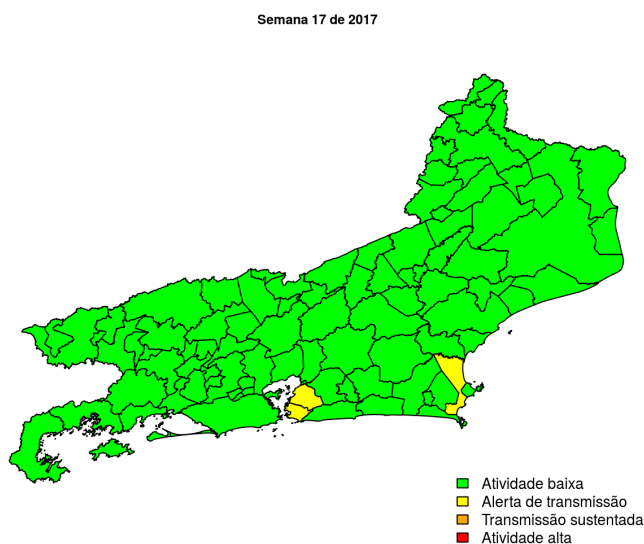 Semana 17 de 2017
Atividade baixa
Alerta de transmissão
Transmissão sustentada
Atividade alta